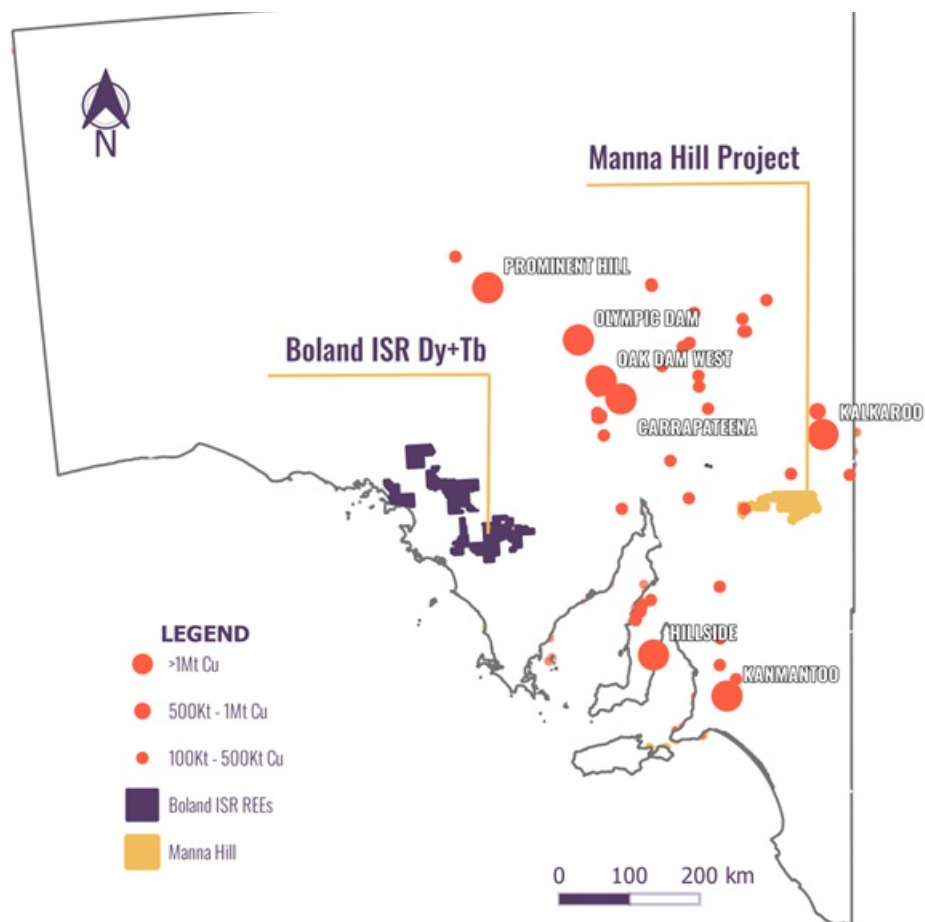 N
Manna Hill Project
PROMINENT HILL
OLYMPIC DAM
Boland ISR Dy+Tb
OAK DAM WEST
KALKAROO
CARRAPATEENA
LEGEND
>1Mt Cu
500Kt - 1Mt Cu
100Kt - 500Kt Cu
Boland ISR REEs
Manna Hill
HILLSIDE
KANMANTOO
0 100 200 km